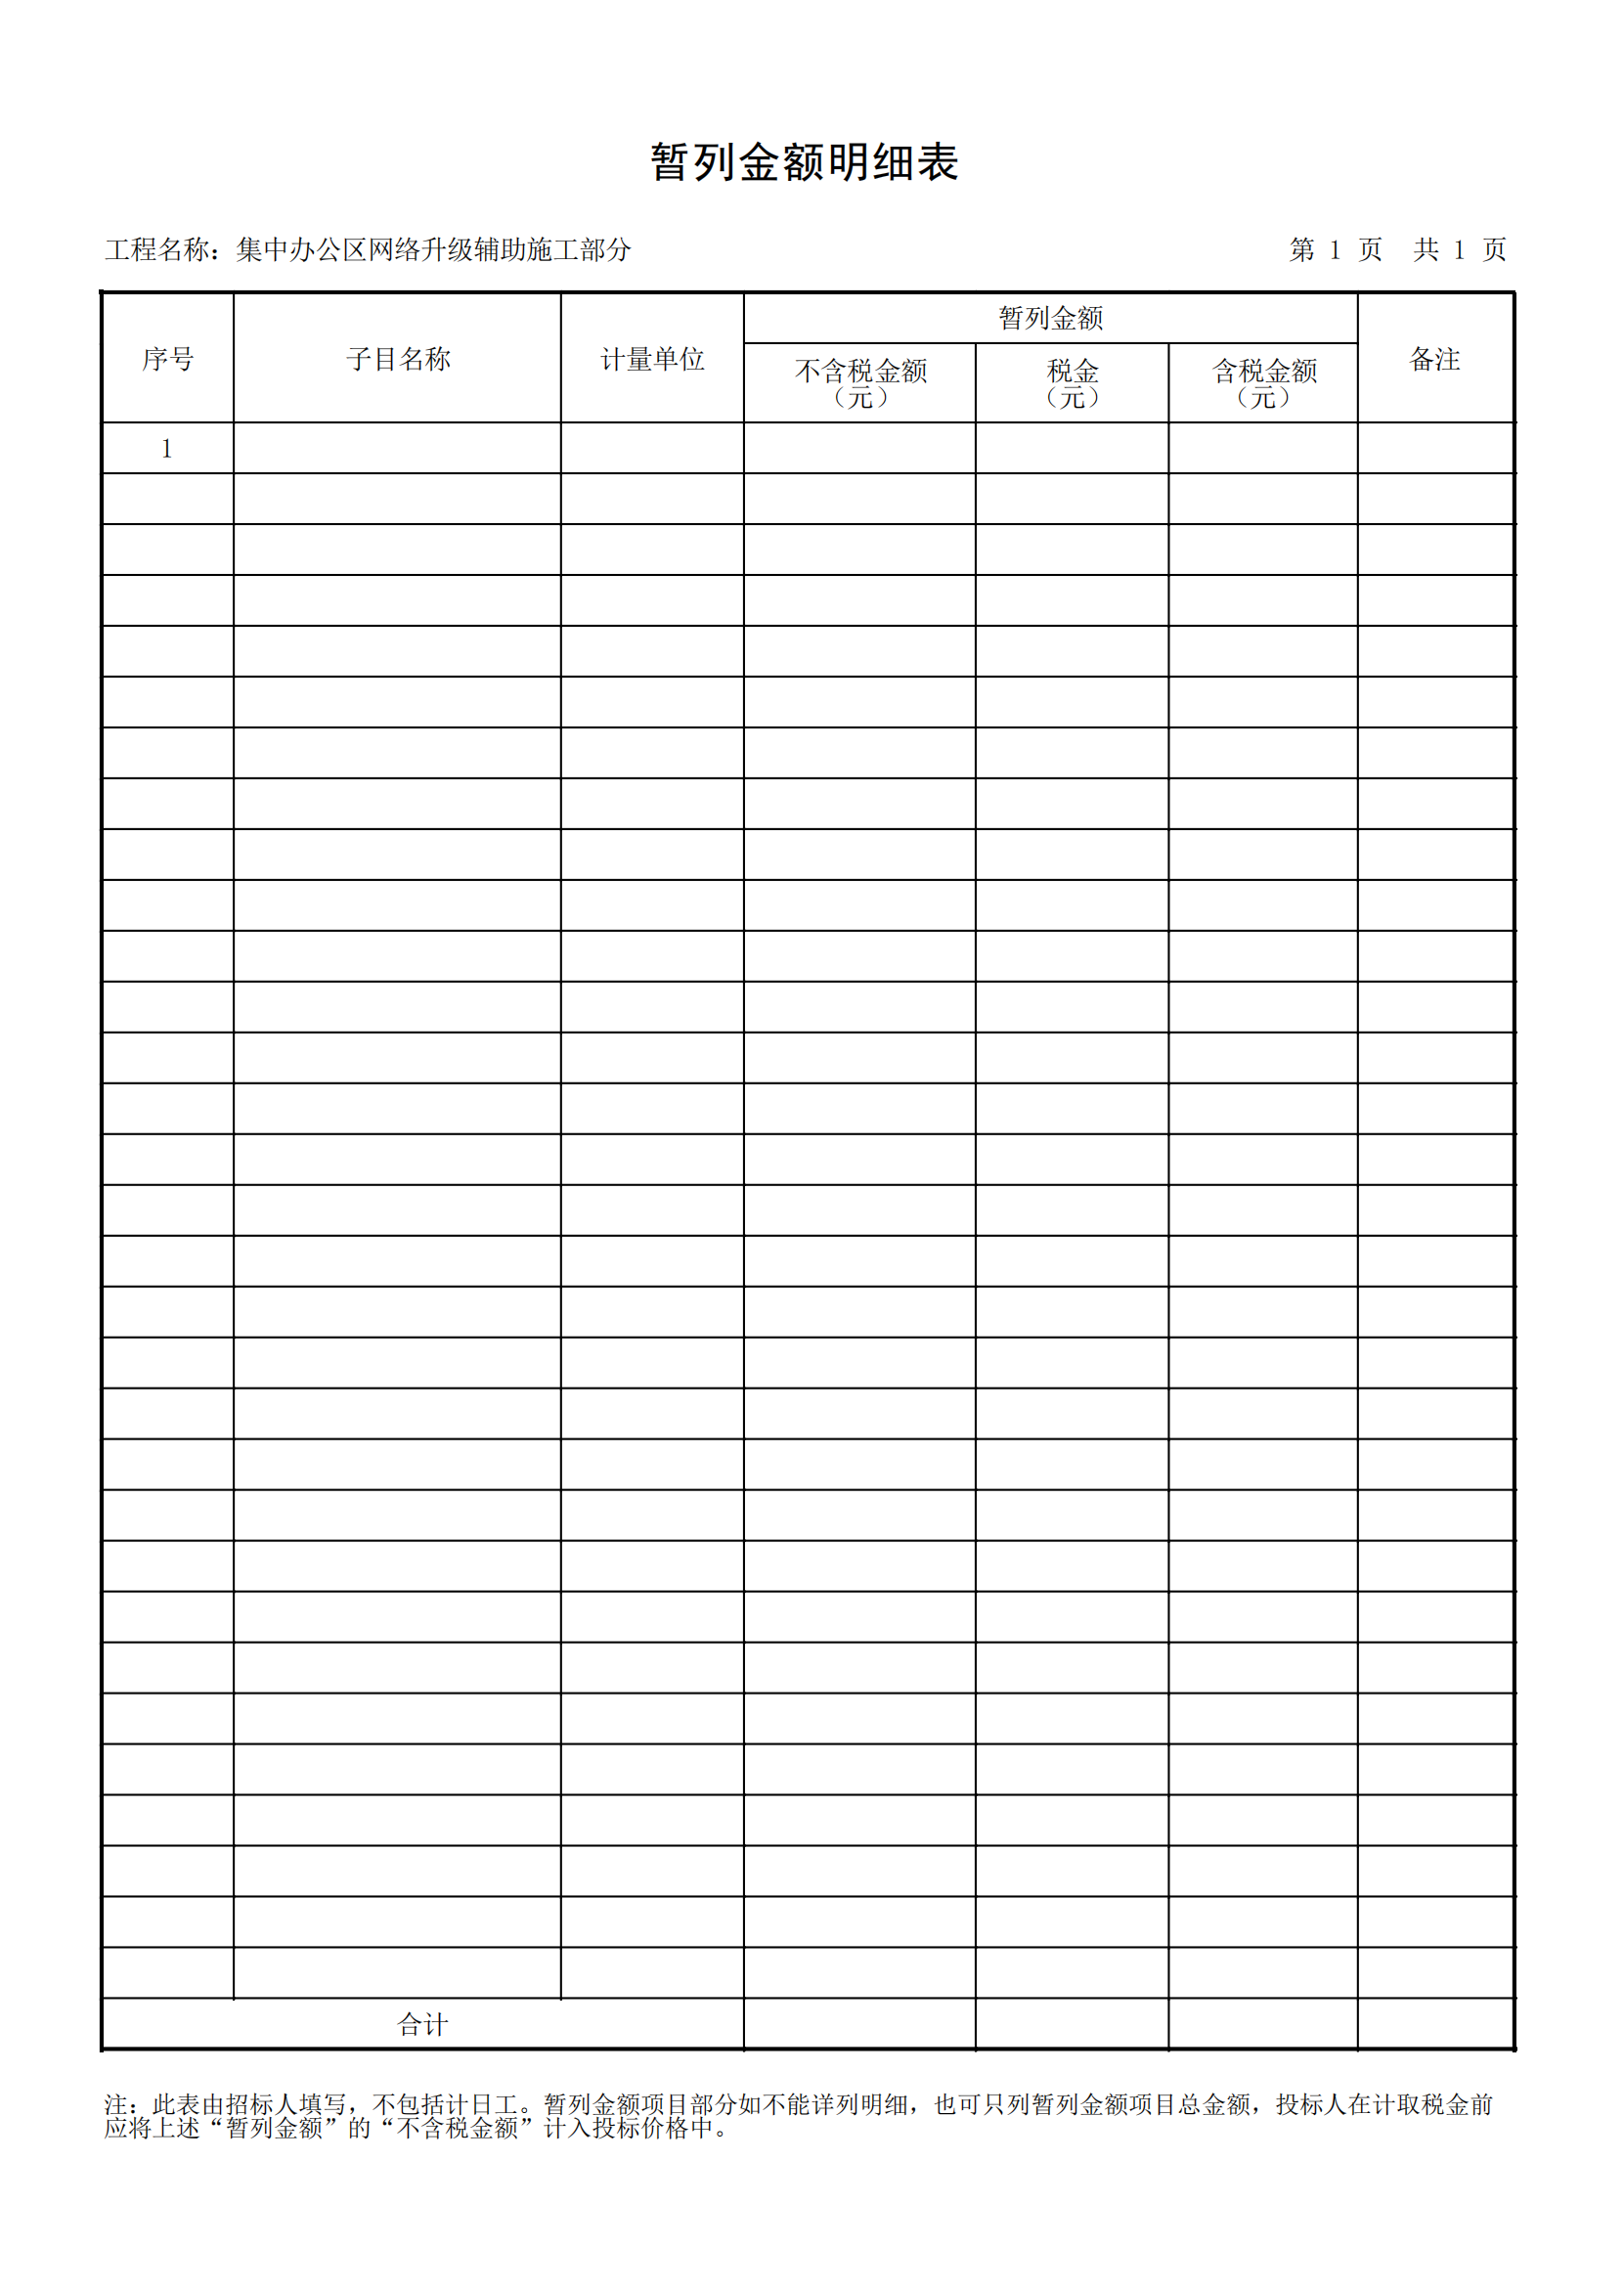 暂列金额明细表
工程名称：集中办公区网络升级辅助施工部分 第 1 页 共 1 页
序号 子目名称 计量单位 暂列金额 备注
不含税金额（元） 税金（元） 含税金额（元）
1
合计
注：此表由招标人填写，不包括计日工。暂列金额项目部分如不能详列明细，也可只列暂列金额项目总金额，投标人在计取税金前
应将上述“暂列金额”的“不含税金额”计入投标价格中。